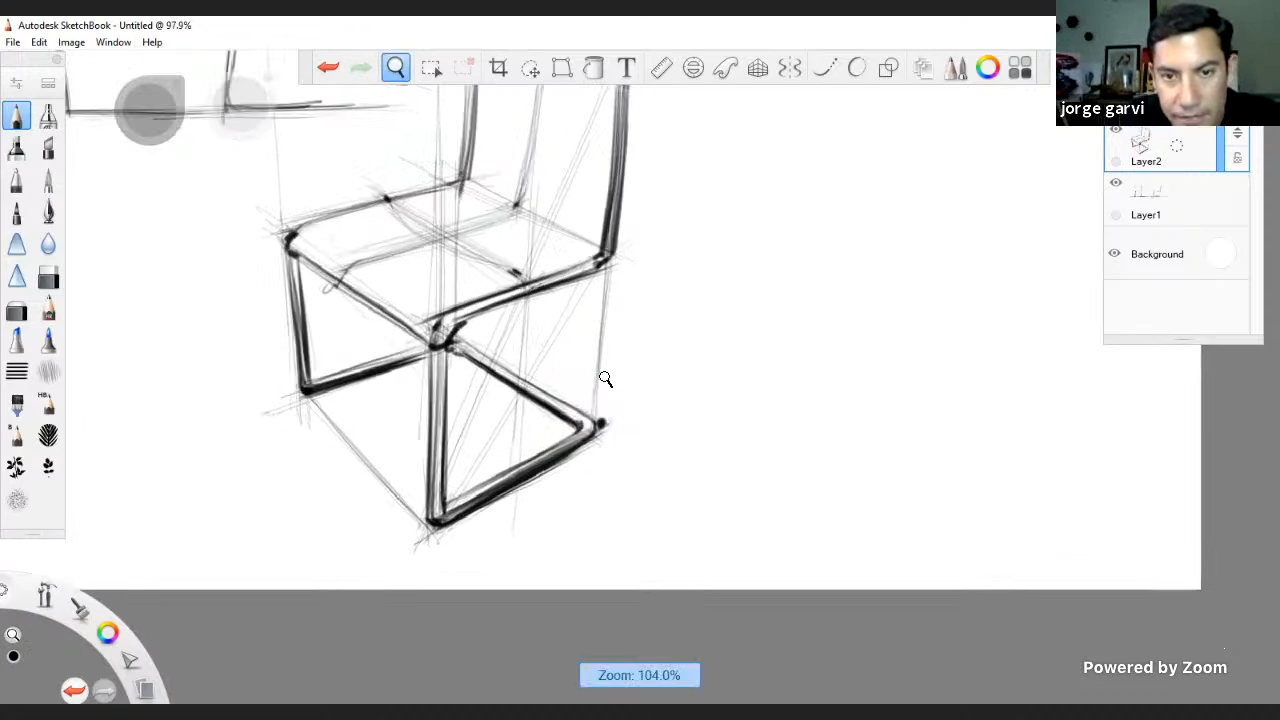 Autodesk SketchBook - Untitled @ 97.9%
File Edit Image Window Help
T
jorge garvi
Layer2
Layer1
Background
HB
Zoom: 104.0%
Powered by Zoom